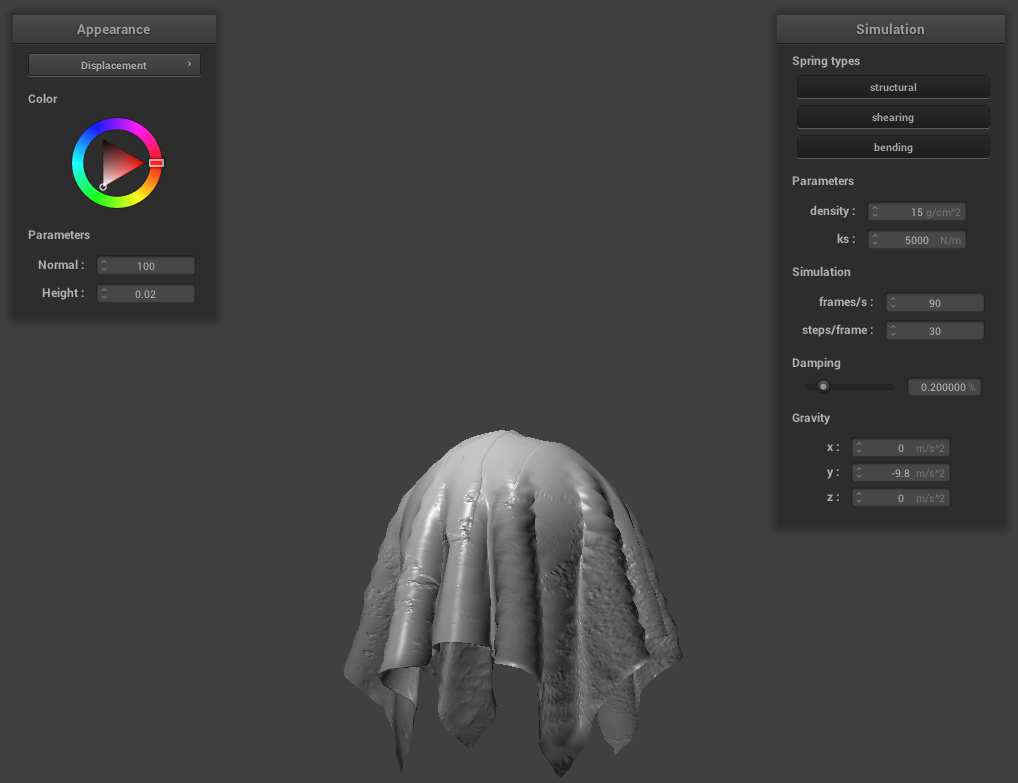 Appearance
Displacement
Color
Parameters
Normal : 100
Height : 0.02
Simulation
Spring types
structural
shearing
bending
Parameters
density : 15 g/cm^2
ks : 5000 N/m
Simulation
frames/s : 90
steps/frame : 30
Damping
0.200000 %
Gravity
x : 0 m/s^2
y : -9.8 m/s^2
z : 0 m/s^2